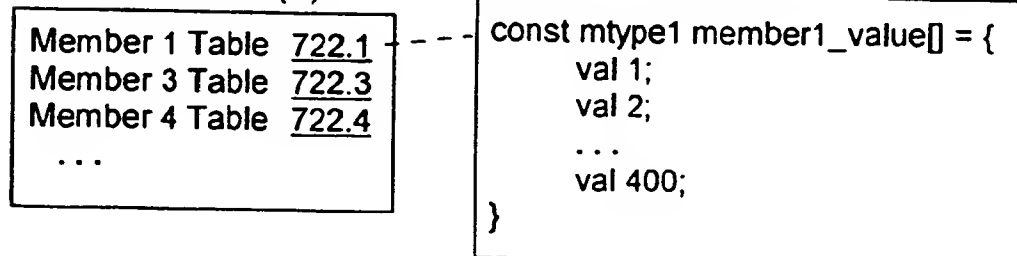 Member 1 Table 722.1
Member 3 Table 722.3
Member 4 Table 722.4
...
const mtype1 member1_value[] = {
val 1;
val 2;
...
val 400;
}